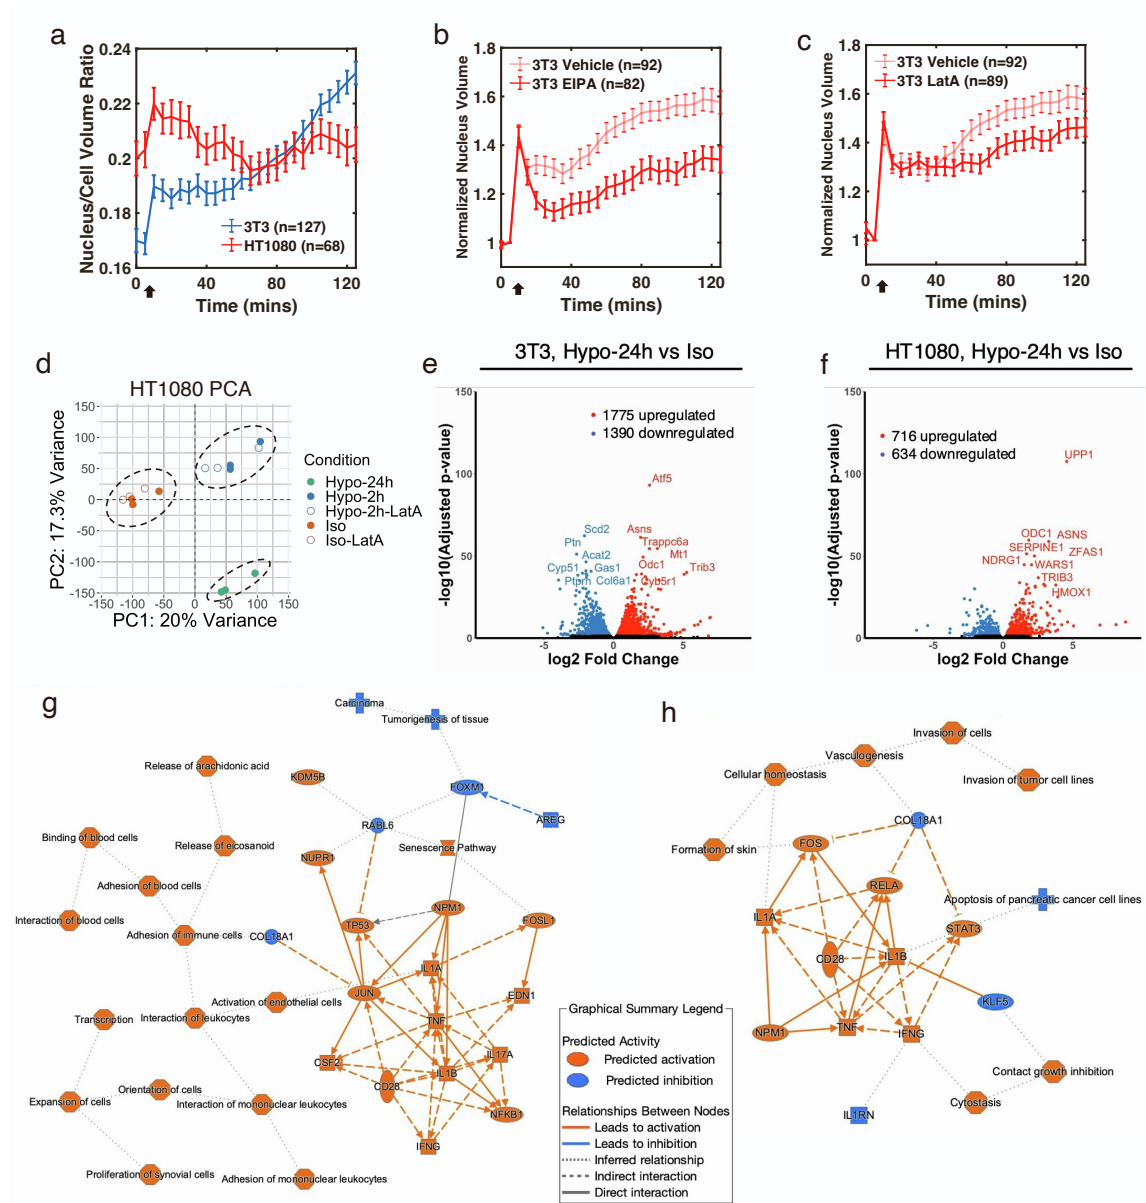 a
0.24
0.22
0.2
0.18
0.16
Nucleus/Cell Volume Ratio
3T3 (n=127)
HT1080 (n=68)
0
40
80
120
Time (mins)
b
1.8
1.6
1.4
1.2
1
Normalized Nucleus Volume
3T3 Vehicle (n=92)
3T3 EIPA (n=82)
0
40
80
120
Time (mins)
c
1.8
1.6
1.4
1.2
1
Normalized Nucleus Volume
3T3 Vehicle (n=92)
3T3 LatA (n=89)
0
40
80
120
Time (mins)
d
HT1080 PCA
150
100
50
0
-50
-100
-150
PC2: 17.3% Variance
-150
-100
-50
0
50
100
150
PC1: 20% Variance
Condition
Hypo-24h
Hypo-2h
Hypo-2h-LatA
Iso
Iso-LatA
e
3T3, Hypo-24h vs Iso
150
100
50
0
-log10(Adjusted p-value)
1775 upregulated
1390 downregulated
Atf5
Scd2
Asns
Ptn
Trappc6a
Acat2
Mt1
Cyp51
Gas1
Odc1
Trib3
Col6a1
Cyb5r1
-5
0
5
log2 Fold Change
f
HT1080, Hypo-24h vs Iso
150
100
50
0
-log10(Adjusted p-value)
716 upregulated
634 downregulated
UPP1
ODC1
ASNS
SERPINE1
ZFAS1
NDRG1
WARS1
TRIB3
HMOX1
-5
0
5
log2 Fold Change
g
Carcinoma
Tumorigenesis of tissue
Release of arachidonic acid
KDM5B
FOXM1
AREG
RABL6
Binding of blood cells
Release of eicosanoid
Senescence Pathway
NUPR1
Adhesion of blood cells
Interaction of blood cells
NPM1
TP53
FOSL1
Adhesion of immune cells
COL18A1
IL1A
JUN
EDN1
Activation of endothelial cells
Transcription
Interaction of leukocytes
TNF
CSF2
IL17A
IL1B
Orientation of cells
CD28
Expansion of cells
Interaction of mononuclear leukocytes
NFKB1
IFNG
Proliferation of synovial cells
Adhesion of mononuclear leukocytes
Graphical Summary Legend
Predicted Activity
Predicted activation
Predicted inhibition
Relationships Between Nodes
Leads to activation
Leads to inhibition
Inferred relationship
Indirect interaction
Direct interaction
h
Invasion of cells
Vasculogenesis
Cellular homeostasis
Invasion of tumor cell lines
COL18A1
Formation of skin
FOS
RELA
Apoptosis of pancreatic cancer cell lines
IL1A
STAT3
CD28
IL1B
KLF5
NPM1
TNF
IFNG
Contact growth inhibition
IL1RN
Cytostasis